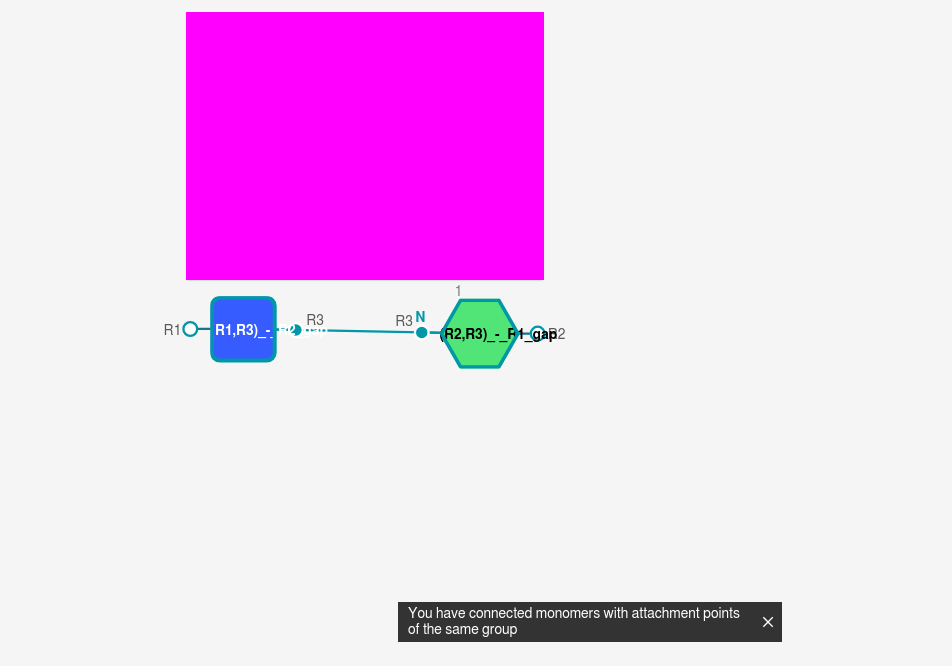 1
R1
R1,R3)_-_R2_gap
R3
R3
N
(R2,R3)_-_R1_gap
R2
You have connected monomers with attachment points
of the same group